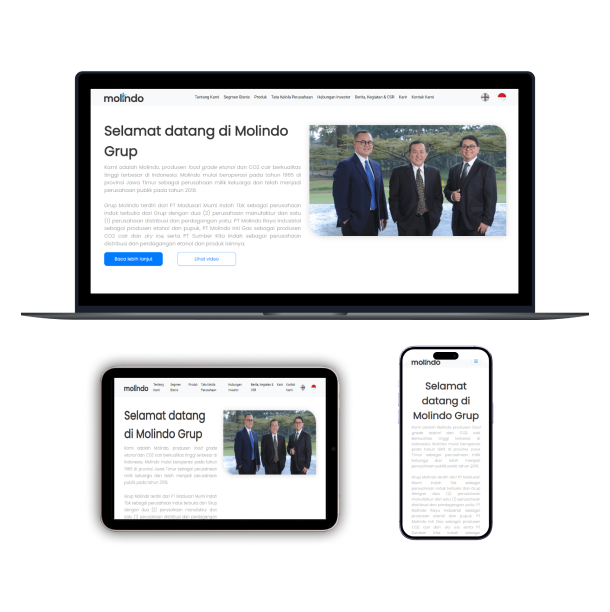 molindo
Tentang Kami Segmen Bisnis Produk Tata Kelola Perusahaan Hubungan Investor Berita, Kegiatan & CSR Karir Kontak Kami
Selamat datang di Molindo
Grup
Kami adalah Molindo, produsen food grade etanol dan CO2 cair berkualitas
tinggi terbesar di Indonesia. Molindo mulai beroperasi pada tahun 1965 di
provinsi Jawa Timur sebagai perusahaan milik keluarga dan telah menjadi
perusahaan publik pada tahun 2018.
Grup Molindo terdiri dari PT Madusari Murni Indah Tbk sebagai perusahaan
induk terbuka dari Grup dengan dua (2) perusahaan manufaktur dan satu
(1) perusahaan distribusi dan perdagangan yaitu: PT Molindo Raya Industrial
sebagai produsen etanol dan pupuk, PT Molindo Inti Gas sebagai produsen
CO2 cair dan dry ice, serta PT Sumber Kita Indah sebagai perusahaan
distribusi dan perdagangan etanol dan produk lainnya.
Baca lebih lanjut Lihat video
molindo
Tentang Segmen Produk Tata Kelola Hubungan Berita, Kegiatan & Karir Kontak
Kami Bisnis Perusahaan Investor CSR Kami
Selamat datang
di Molindo Grup
Kami adalah Molindo, produsen food grade
etanol dan CO2 cair berkualitas tinggi terbesar di
Indonesia. Molindo mulai beroperasi pada tahun
1965 di provinsi Jawa Timur sebagai perusahaan
milik keluarga dan telah menjadi perusahaan
publik pada tahun 2018.
Grup Molindo terdiri dari PT Madusari Murni Indah
Tbk sebagai perusahaan induk terbuka dari Grup
dengan dua (2) perusahaan manufaktur dan
satu (1) perusahaan distribusi dan perdagangan
molindo
Selamat
datang di
Molindo Grup
Kami adalah Molindo, produsen food
grade etanol dan CO2 cair
berkualitas tinggi terbesar di
Indonesia. Molindo mulai beroperasi
pada tahun 1965 di provinsi Jawa
Timur sebagai perusahaan milik
keluarga dan telah menjadi
perusahaan publik pada tahun 2018.
Grup Molindo terdiri dari PT Madusari
Murni Indah Tbk sebagai
perusahaan induk terbuka dari Grup
dengan dua (2) perusahaan
manufaktur dan satu (1) perusahaan
distribusi dan perdagangan yaitu: PT
Molindo Raya Industrial sebagai
produsen etanol dan pupuk, PT
Molindo Inti Gas sebagai produsen
CO2 cair dan dry ice, serta PT
Sumber Kita Indah sebagai